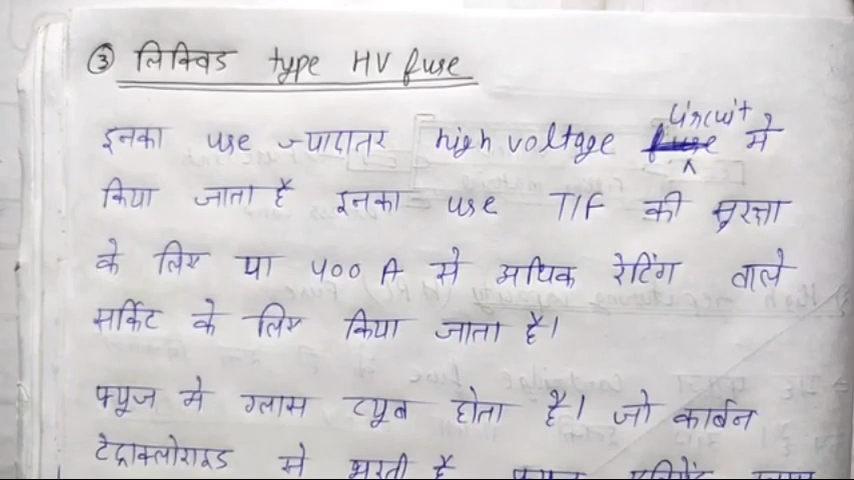 ③ लिक्विड type HV fuse
इनका use ज्यादातर high voltage circuit मे
किया जाता है इनका use T/F की सुरक्षा
के लिए या 400 A से अधिक रेटिंग वाले
सर्किट के लिए किया जाता है।
फ्यूज मे ग्लास ट्यूब होता है। जो कार्बन
टेट्राक्लोराइड से भरती है